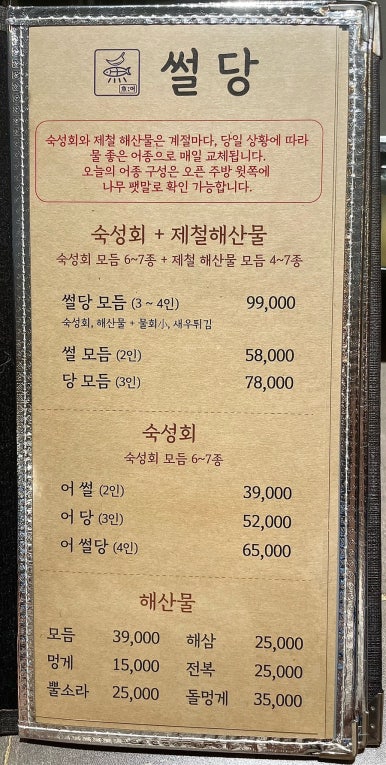 썰당
숙성회와 제철 해산물은 계절마다, 당일 상황에 따라
물 좋은 어종으로 매일 교체됩니다.
오늘의 어종 구성은 오픈 주방 윗쪽에
나무 팻말로 확인 가능합니다.
숙성회 + 제철해산물
숙성회 모듬 6~7종 + 제철 해산물 모듬 4~7종
썰당 모듬 (3 ~ 4인) 99,000
숙성회, 해산물 + 물회小, 새우튀김
썰 모듬 (2인) 58,000
당 모듬 (3인) 78,000
숙성회
숙성회 모듬 6~7종
어 썰 (2인) 39,000
어 당 (3인) 52,000
어 썰당 (4인) 65,000
해산물
모듬 39,000 해삼 25,000
멍게 15,000 전복 25,000
뿔소라 25,000 돌멍게 35,000